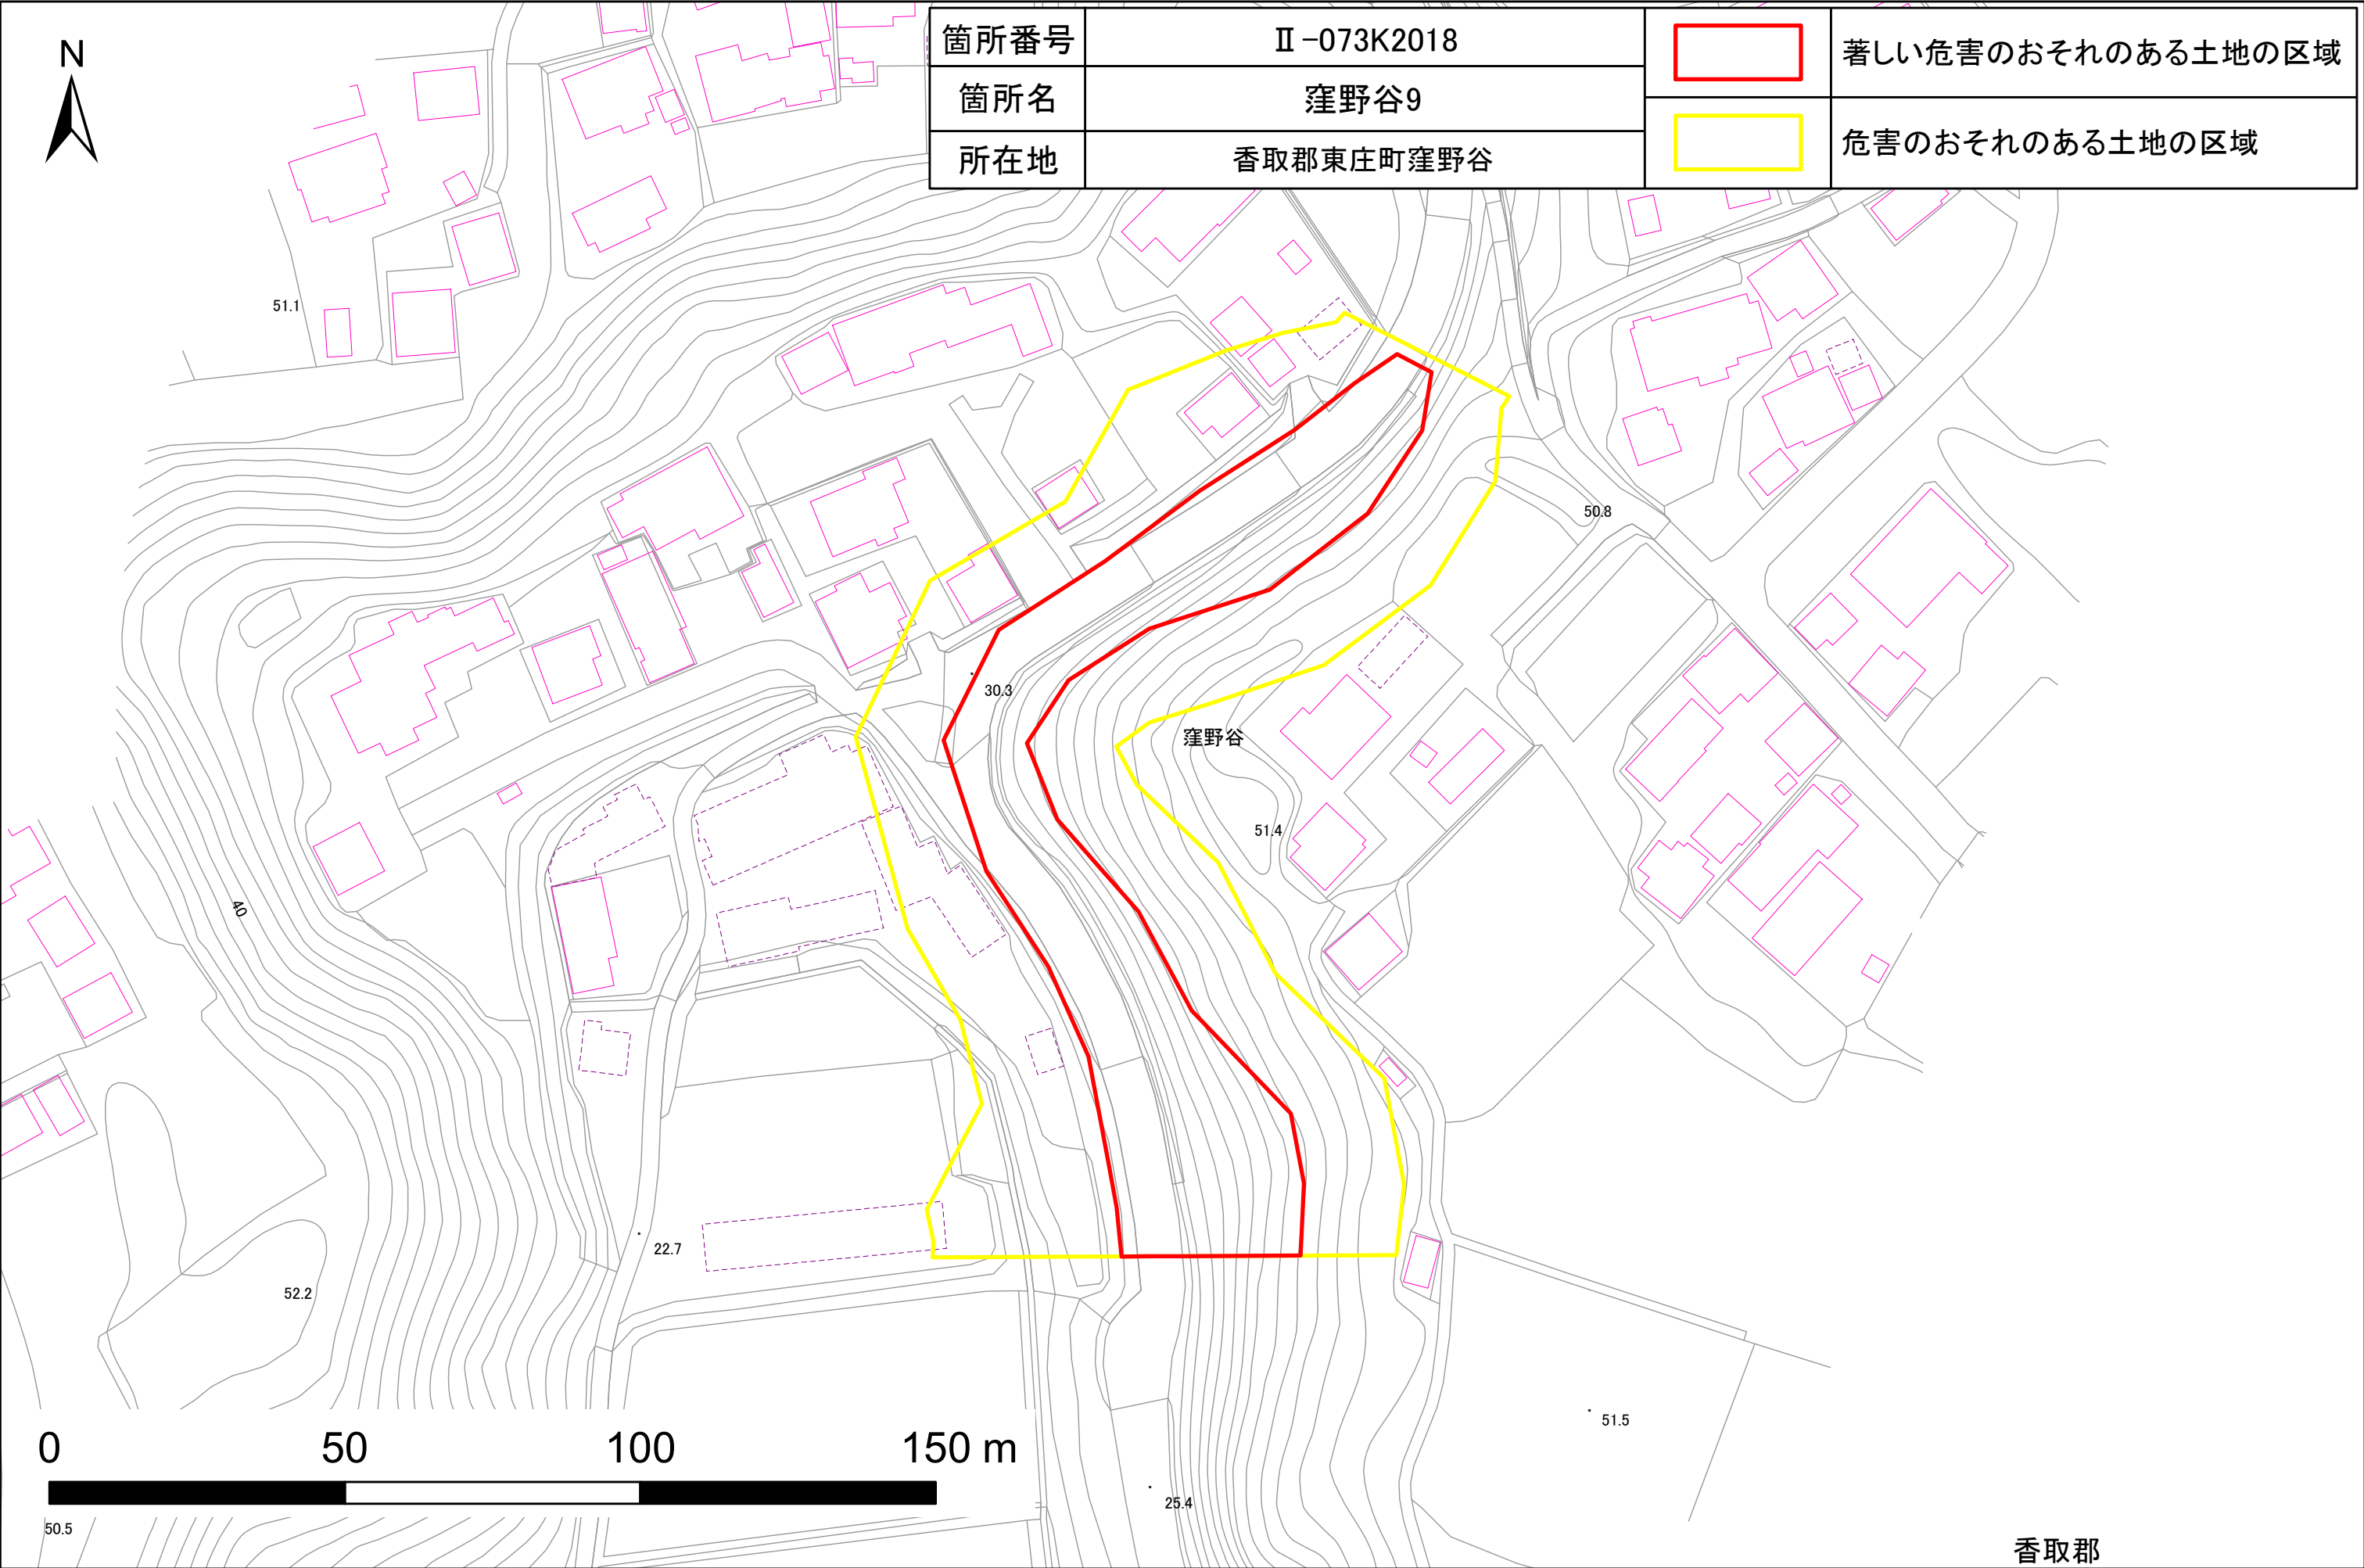 箇所番号 Ⅱ-073K2018
箇所名 窪野谷9
所在地 香取郡東庄町窪野谷
著しい危害のおそれのある土地の区域
危害のおそれのある土地の区域
N
51.1
50.8
30.3
窪野谷
51.4
40
22.7
52.2
51.5
0 50 100 150 m
25.4
50.5
香取郡